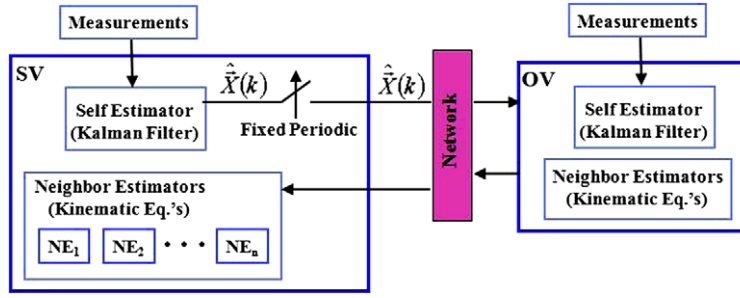 Measurements
Measurements
SV
X̂⃗(k)
X̂⃗(k)
OV
Self Estimator
(Kalman Filter)
Fixed Periodic
Network
Self Estimator
(Kalman Filter)
Neighbor Estimators
(Kinematic Eq.'s)
NE₁ NE₂ • • • NEₙ
Neighbor Estimators
(Kinematic Eq.'s)